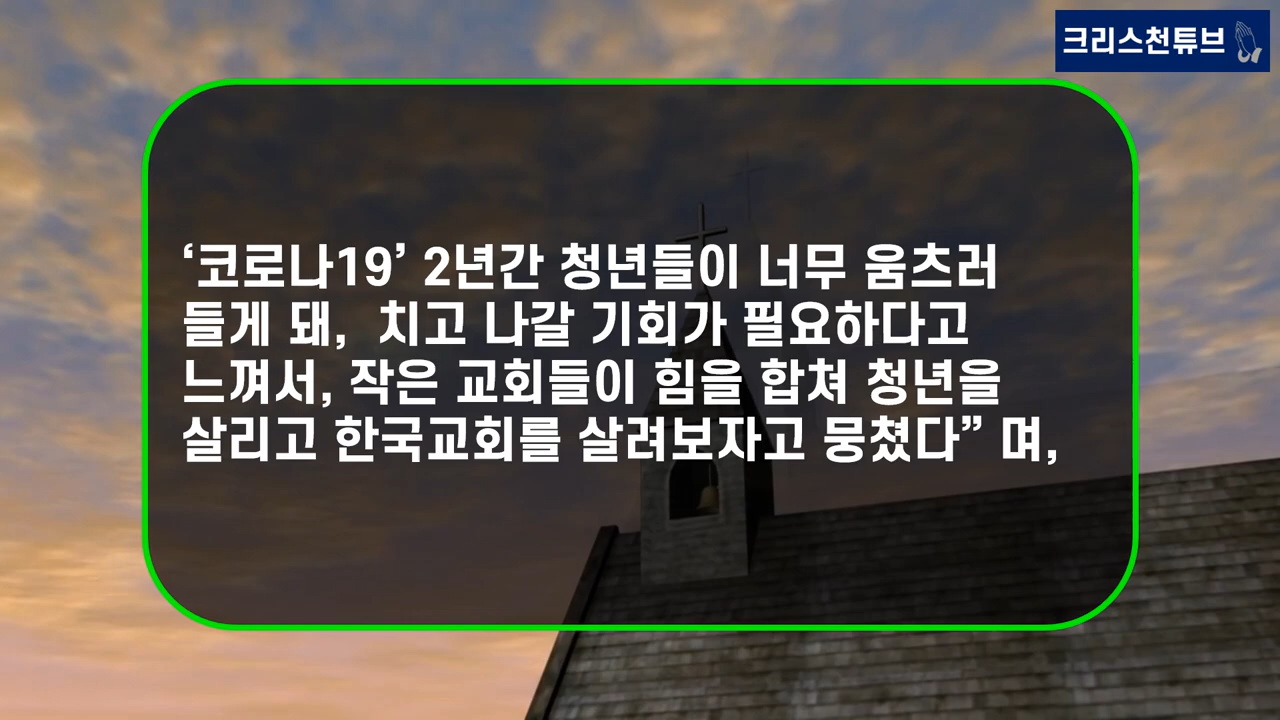 크리스천튜브
‘코로나19’ 2년간 청년들이 너무 움츠러
들게 돼,  치고 나갈 기회가 필요하다고
느껴서, 작은 교회들이 힘을 합쳐 청년을
살리고 한국교회를 살려보자고 뭉쳤다” 며,